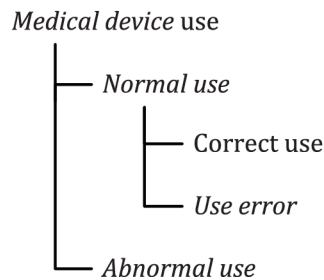 Medical device use
Normal use
Correct use
Use error
Abnormal use